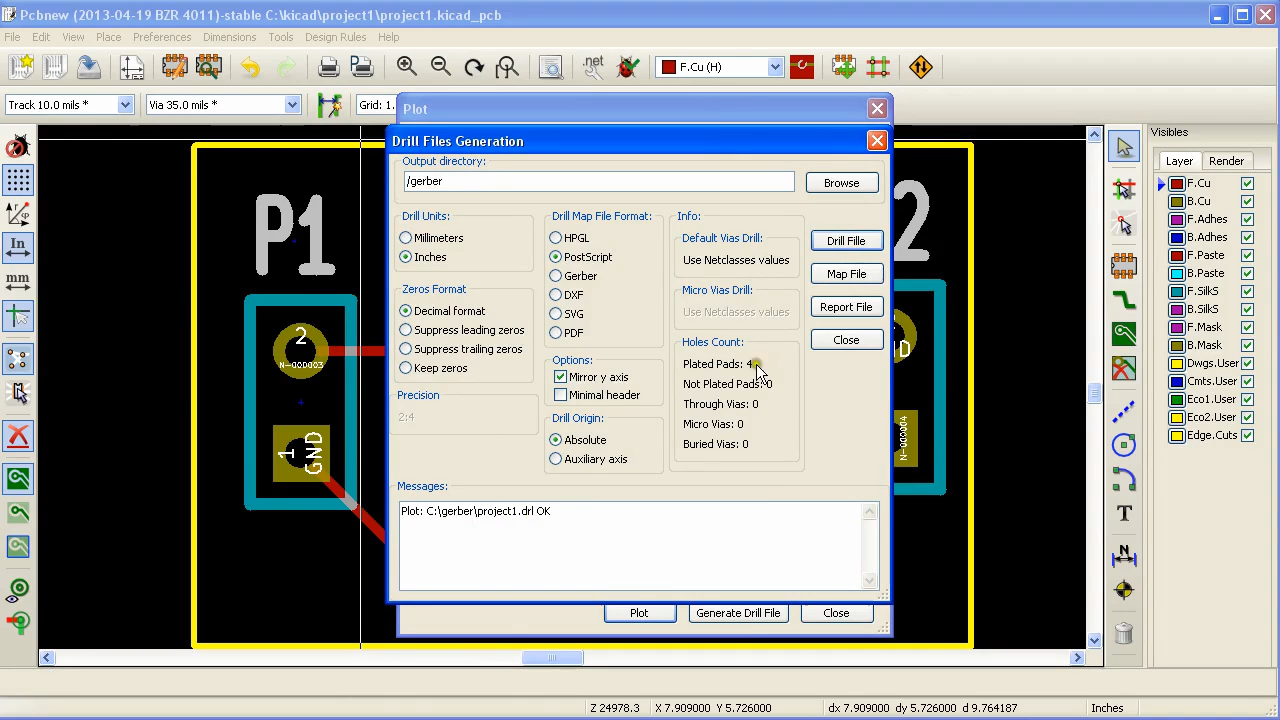 Pcbnew (2013-04-19 BZR 4011)-stable C:\kicad\project1\project1.kicad_pcb
File Edit View Place Preferences Dimensions Tools Design Rules Help
.net
F.Cu (H)
Track 10.0 mils *
Via 35.0 mils *
Grid: 1.
Plot
Drill Files Generation
Output directory:
/gerber
Browse
Drill Units:
Millimeters
Inches
Zeros Format
Decimal format
Suppress leading zeros
Suppress trailing zeros
Keep zeros
Precision
2:4
Drill Map File Format:
HPGL
PostScript
Gerber
DXF
SVG
PDF
Options:
Mirror y axis
Minimal header
Drill Origin:
Absolute
Auxiliary axis
Info:
Default Vias Drill:
Use Netclasses values
Micro Vias Drill:
Use Netclasses values
Holes Count:
Plated Pads: 4
Not Plated Pads: 0
Through Vias: 0
Micro Vias: 0
Buried Vias: 0
Drill File
Map File
Report File
Close
Messages:
Plot: C:\gerber\project1.drl OK
Plot
Generate Drill File
Close
P1
2
N-000003
1
GND
2
D
N-000004
In
mm
T
N
Visibles
Layer
Render
F.Cu
B.Cu
F.Adhes
B.Adhes
F.Paste
B.Paste
F.SilkS
B.SilkS
F.Mask
B.Mask
Dwgs.User
Cmts.User
Eco1.User
Eco2.User
Edge.Cuts
Z 24978.3
X 7.909000 Y 5.726000
dx 7.909000 dy 5.726000 d 9.764187
Inches